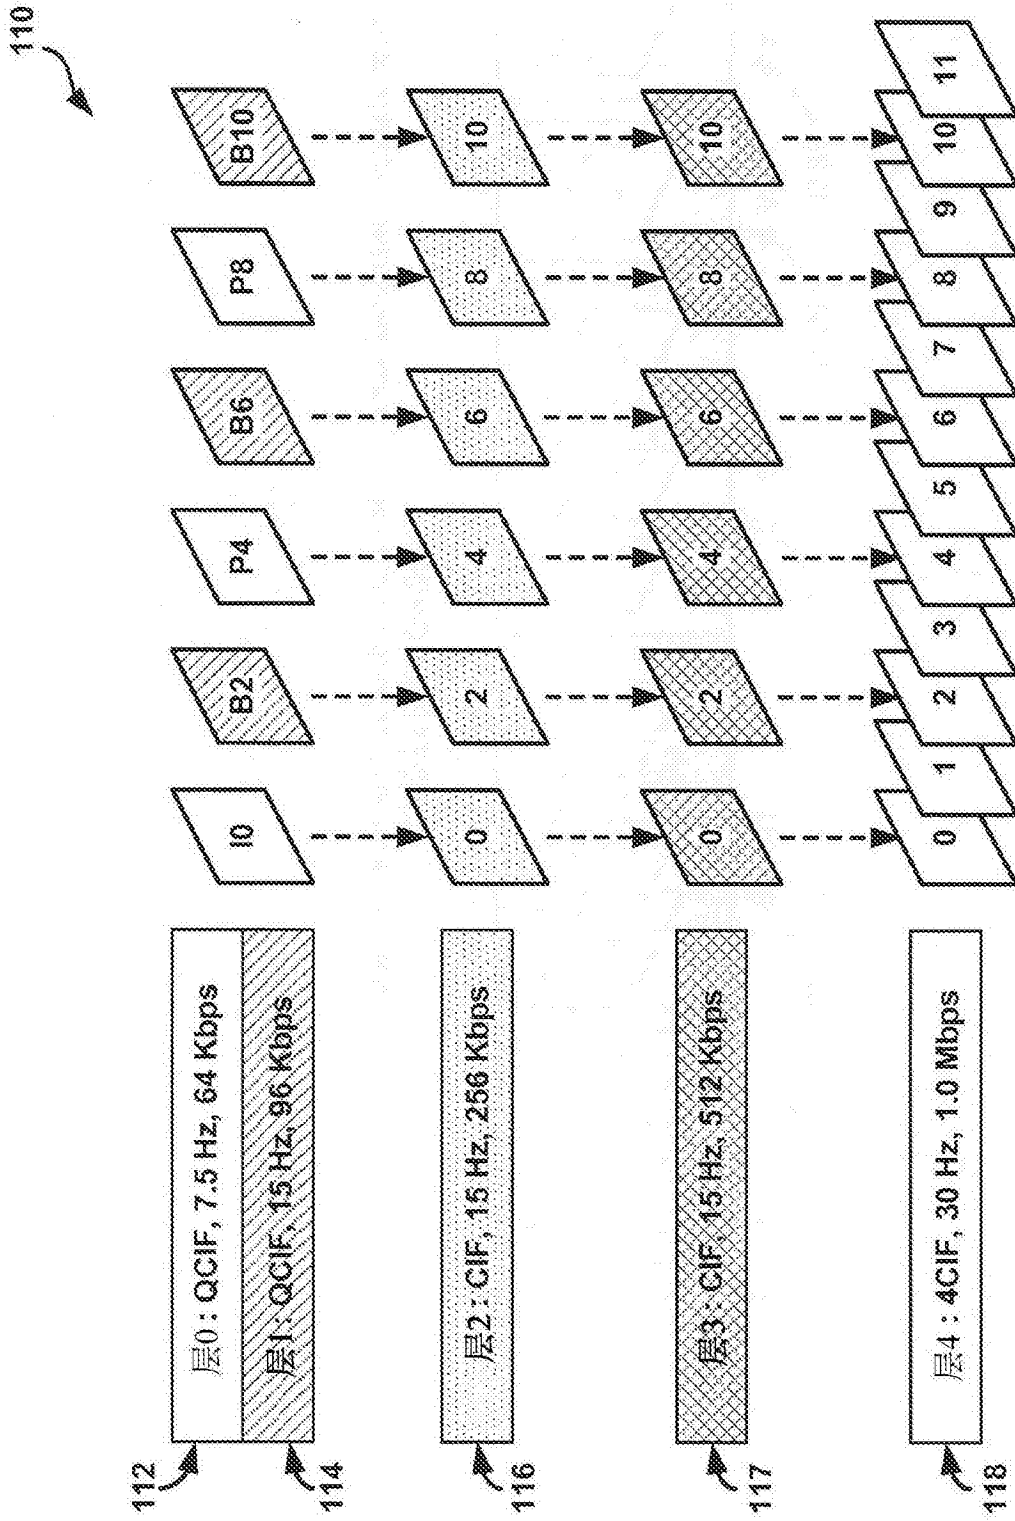 110
112
层0：QCIF, 7.5 Hz, 64 Kbps
I0 B2 P4 B6 P8 B10
114
层1：QCIF, 15 Hz, 96 Kbps
116
层2：CIF, 15 Hz, 256 Kbps
0 2 4 6 8 10
117
层3：CIF, 15 Hz, 512 Kbps
0 2 4 6 8 10
118
层4：4CIF, 30 Hz, 1.0 Mbps
0 1 2 3 4 5 6 7 8 9 10 11